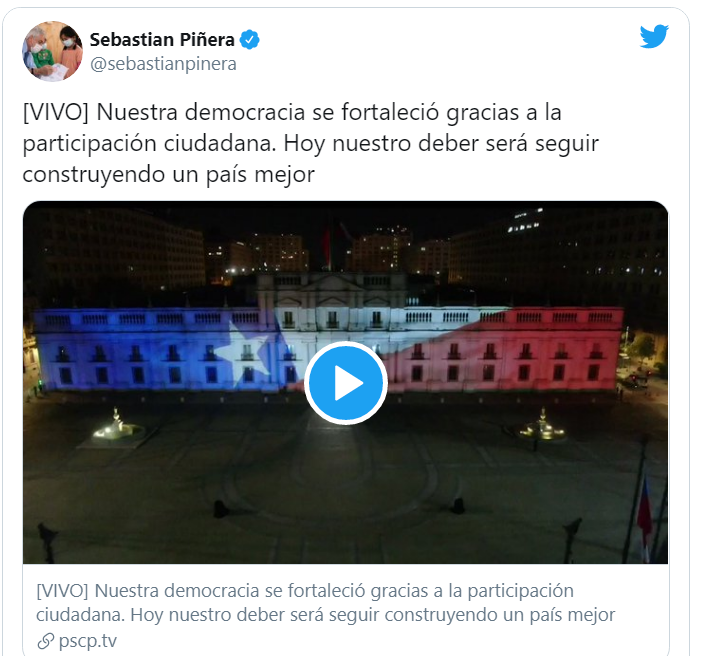 Sebastian Piñera
@sebastianpinera
[VIVO] Nuestra democracia se fortaleció gracias a la
participación ciudadana. Hoy nuestro deber será seguir
construyendo un país mejor
[VIVO] Nuestra democracia se fortaleció gracias a la participación
ciudadana. Hoy nuestro deber será seguir construyendo un país mejor
pscp.tv